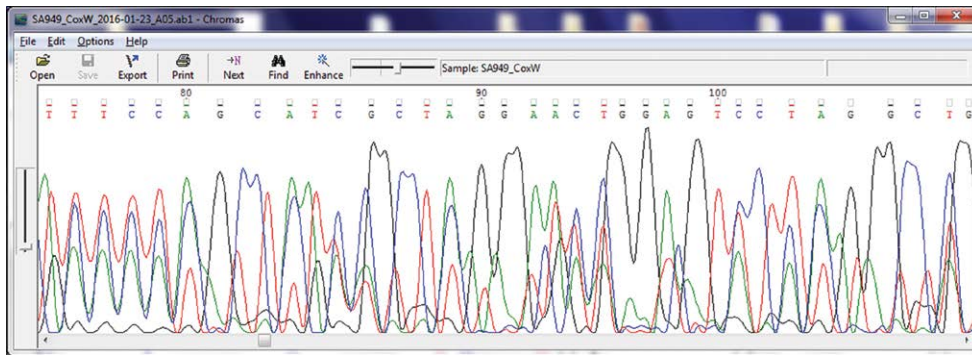 SA949_CoxW_2016-01-23_A05.ab1 - Chromas
File Edit Options Help
Open Save Export Print Next Find Enhance Sample: SA949_CoxW
80 90 100
T T T C C A G C A T C G C T A G G A A C T G G A G T C C T A G G C T G